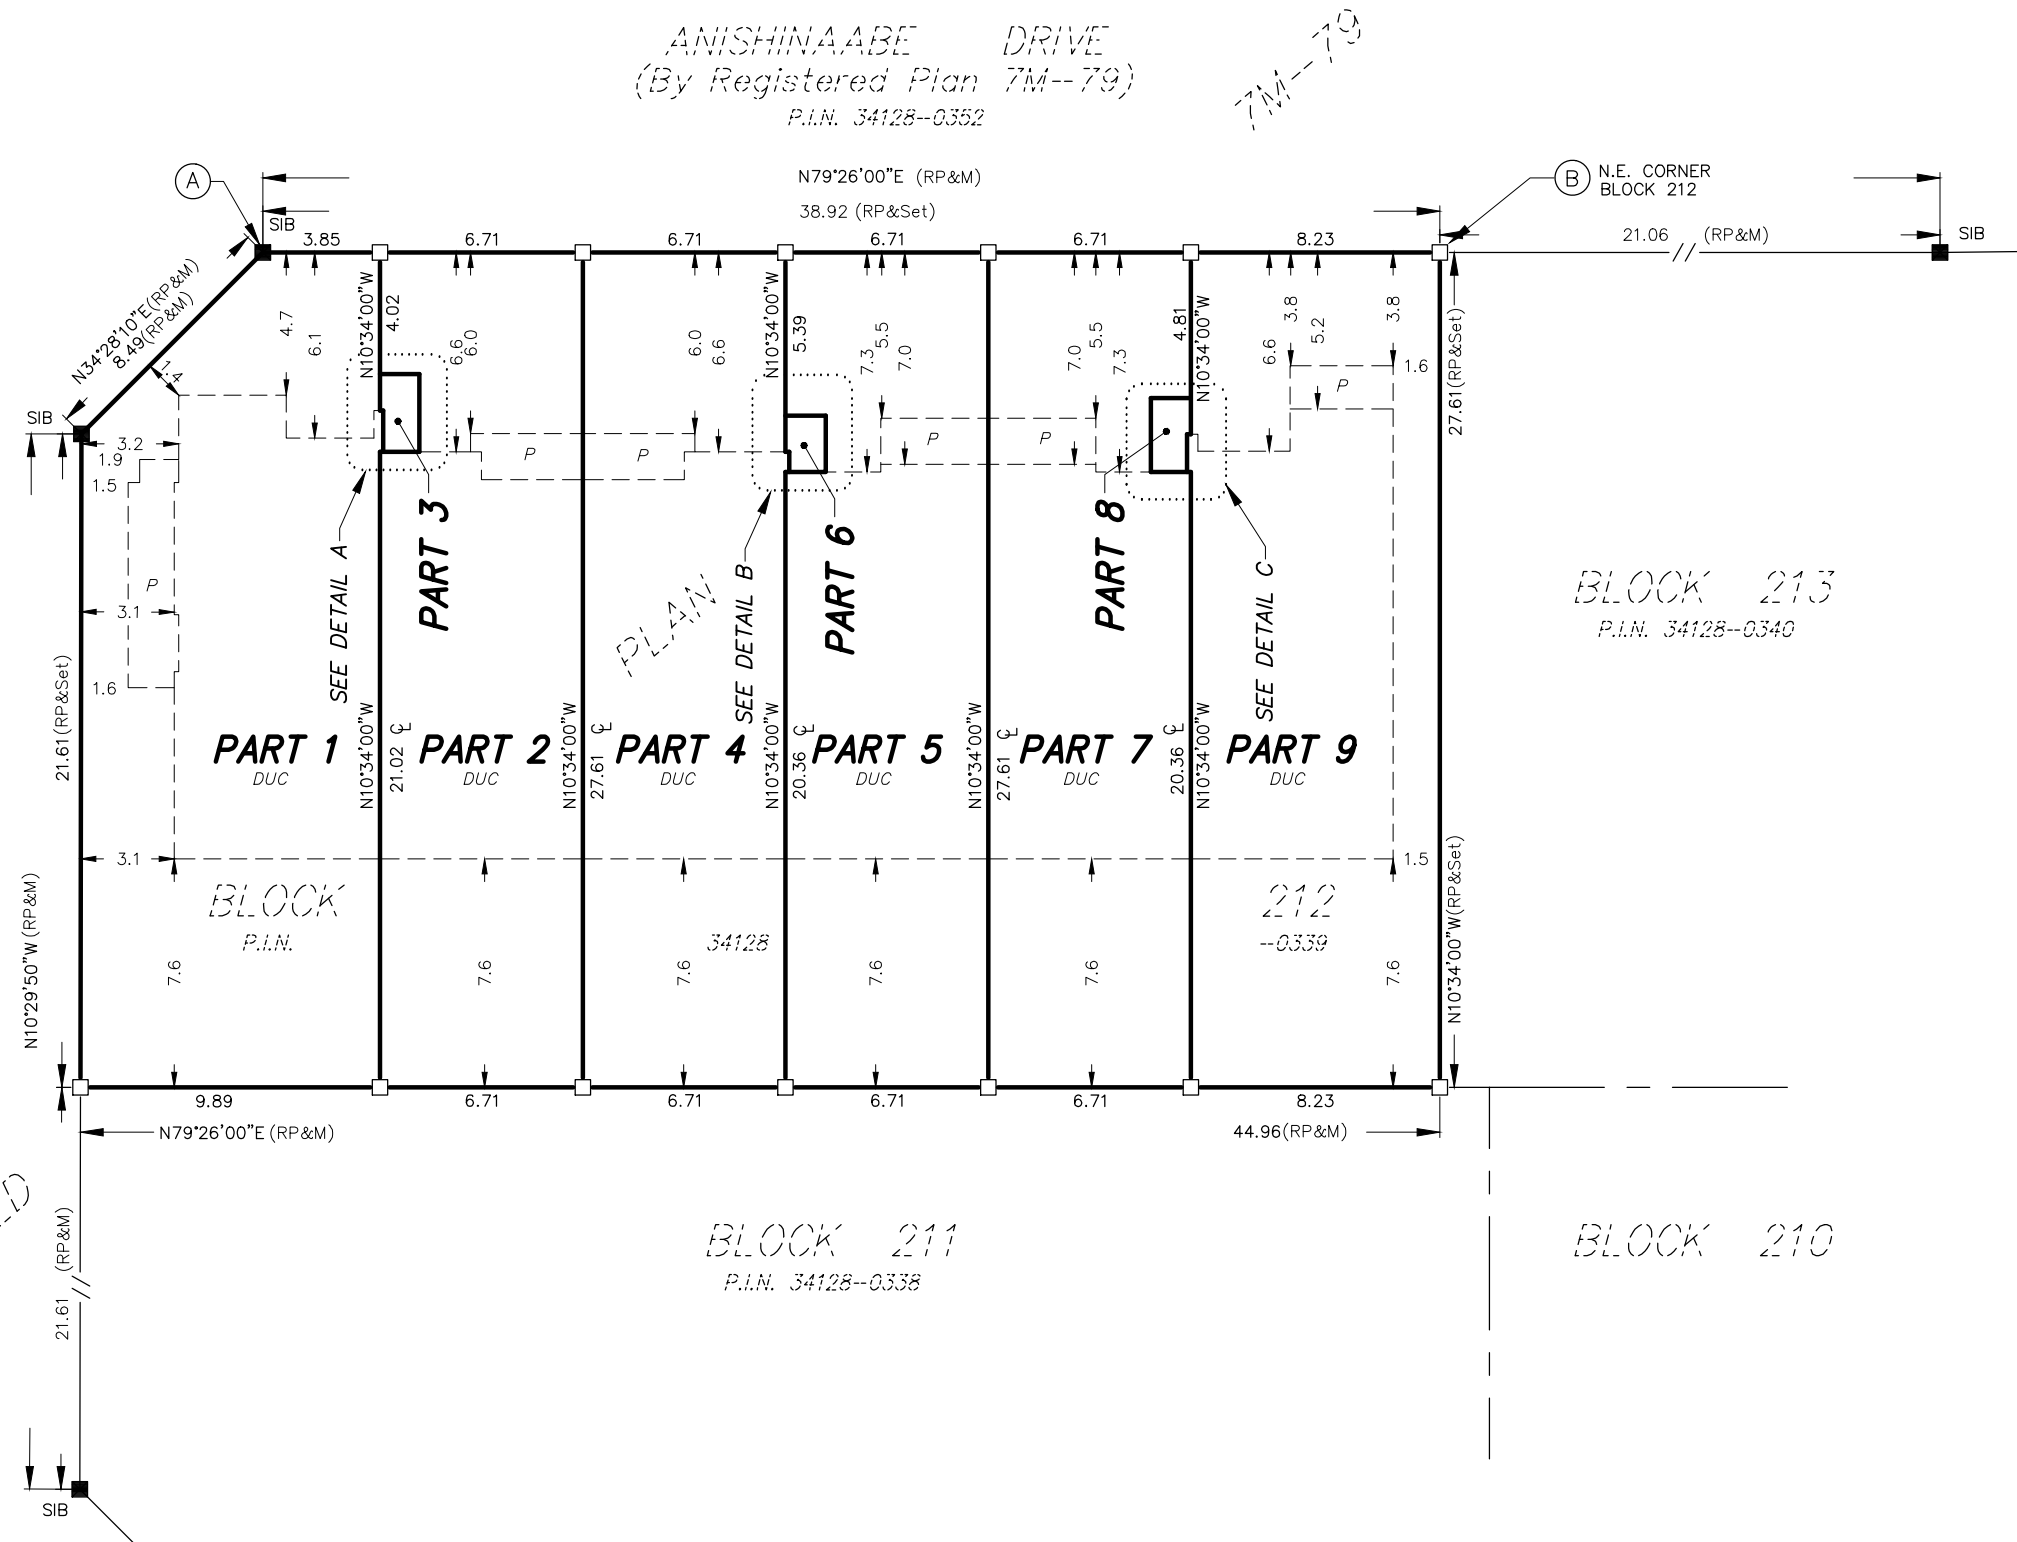 ANISHINAABE DRIVE
(By Registered Plan 7M--79)
P.I.N. 34128--0352
7M--79
A
N79°26'00"E (RP&M)
38.92 (RP&Set)
B N.E. CORNER
BLOCK 212
SIB
3.85
6.71
6.71
6.71
6.71
8.23
21.06 (RP&M)
SIB
N34°28'10"E(RP&M)
8.49(RP&M)
1.4
4.7
6.1
N10°34'00"W
4.02
6.6
6.0
6.0
6.6
N10°34'00"W
5.39
7.3
5.5
7.0
7.0
5.5
7.3
4.81
N10°34'00"W
6.6
3.8
5.2
3.8
1.6
P
27.61(RP&Set)
SIB
3.2
1.9
1.5
P
3.1
1.6
P
P
P
P
SEE DETAIL A
PART 3
PLAN
SEE DETAIL B
PART 6
PART 8
SEE DETAIL C
BLOCK 213
P.I.N. 34128--0340
21.61(RP&Set)
PART 1
DUC
N10°34'00"W
21.02 CL
PART 2
DUC
N10°34'00"W
27.61 CL
PART 4
DUC
N10°34'00"W
20.36 CL
PART 5
DUC
N10°34'00"W
27.61 CL
PART 7
DUC
20.36 CL
N10°34'00"W
PART 9
DUC
3.1
1.5
N10°29'50"W(RP&M)
BLOCK 212
P.I.N. 34128 --0339
7.6
7.6
7.6
7.6
7.6
7.6
N10°34'00"W(RP&Set)
9.89
6.71
6.71
6.71
6.71
8.23
N79°26'00"E(RP&M)
44.96(RP&M)
21.61 (RP&M)
BLOCK 211
P.I.N. 34128--0338
BLOCK 210
SIB